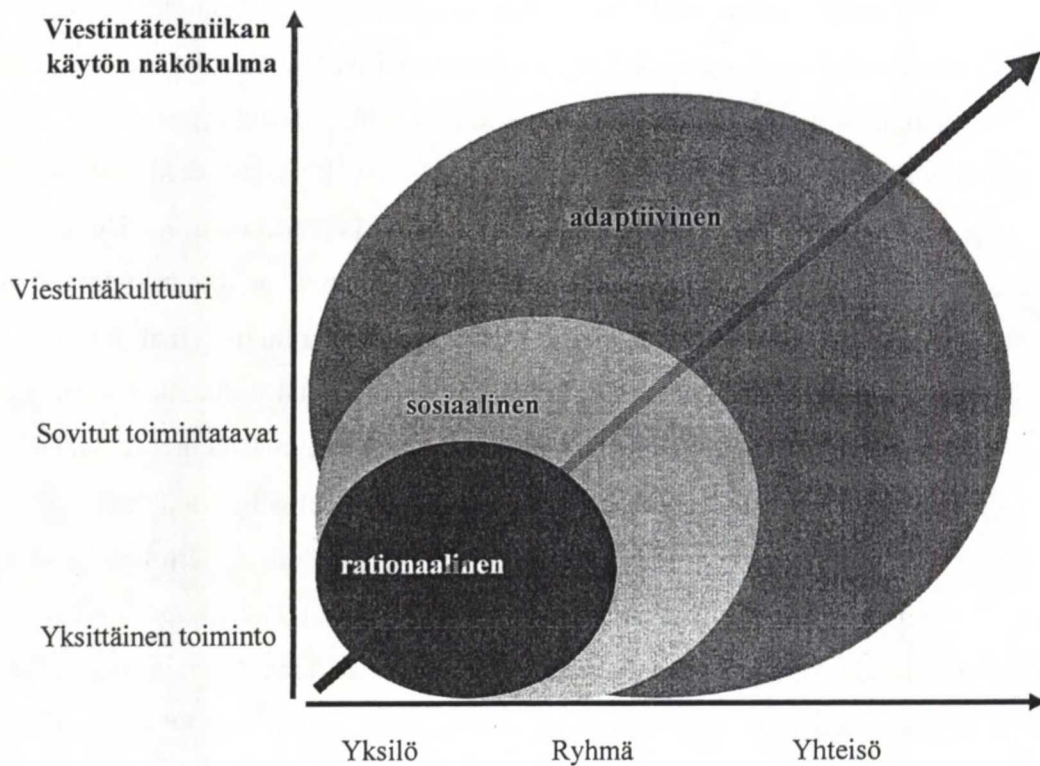 Viestintätekniikan
käytön näkökulma
adaptiivinen
Viestintäkulttuuri
sosiaalinen
Sovitut toimintatavat
rationaalinen
Yksittäinen toiminto
Yksilö Ryhmä Yhteisö